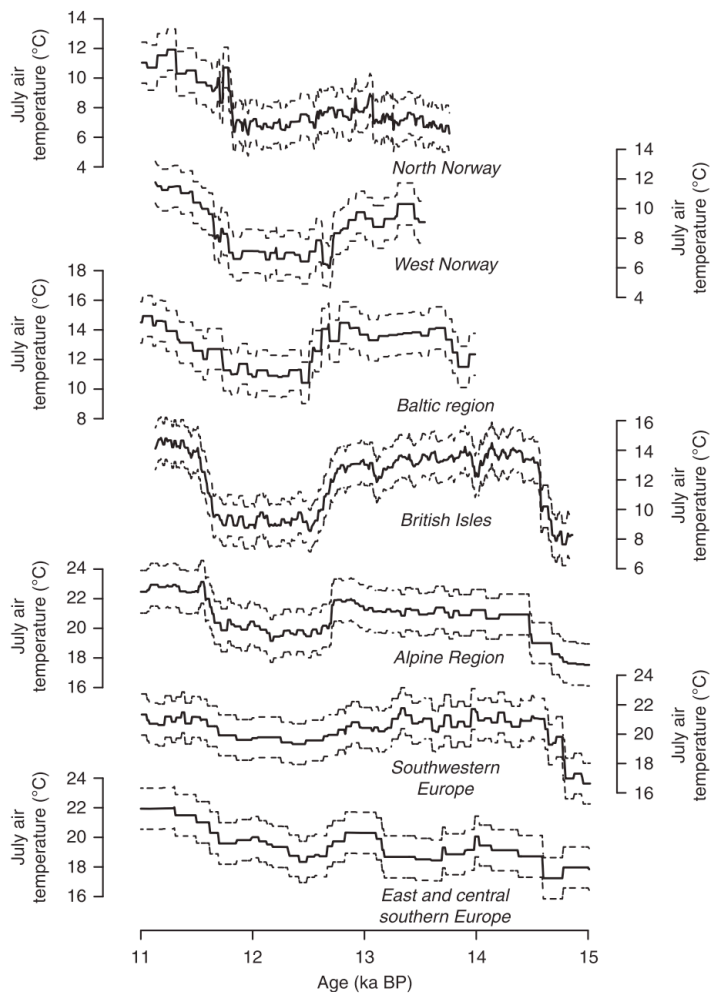 14
12
10
8
6
4
July air
temperature (°C)
North Norway
14
12
10
8
6
4
July air
temperature (°C)
West Norway
18
16
14
12
10
8
July air
temperature (°C)
Baltic region
16
14
12
10
8
6
July air
temperature (°C)
British Isles
24
22
20
18
16
July air
temperature (°C)
Alpine Region
24
22
20
18
16
July air
temperature (°C)
Southwestern
Europe
24
22
20
18
16
July air
temperature (°C)
East and central
southern Europe
11 12 13 14 15
Age (ka BP)